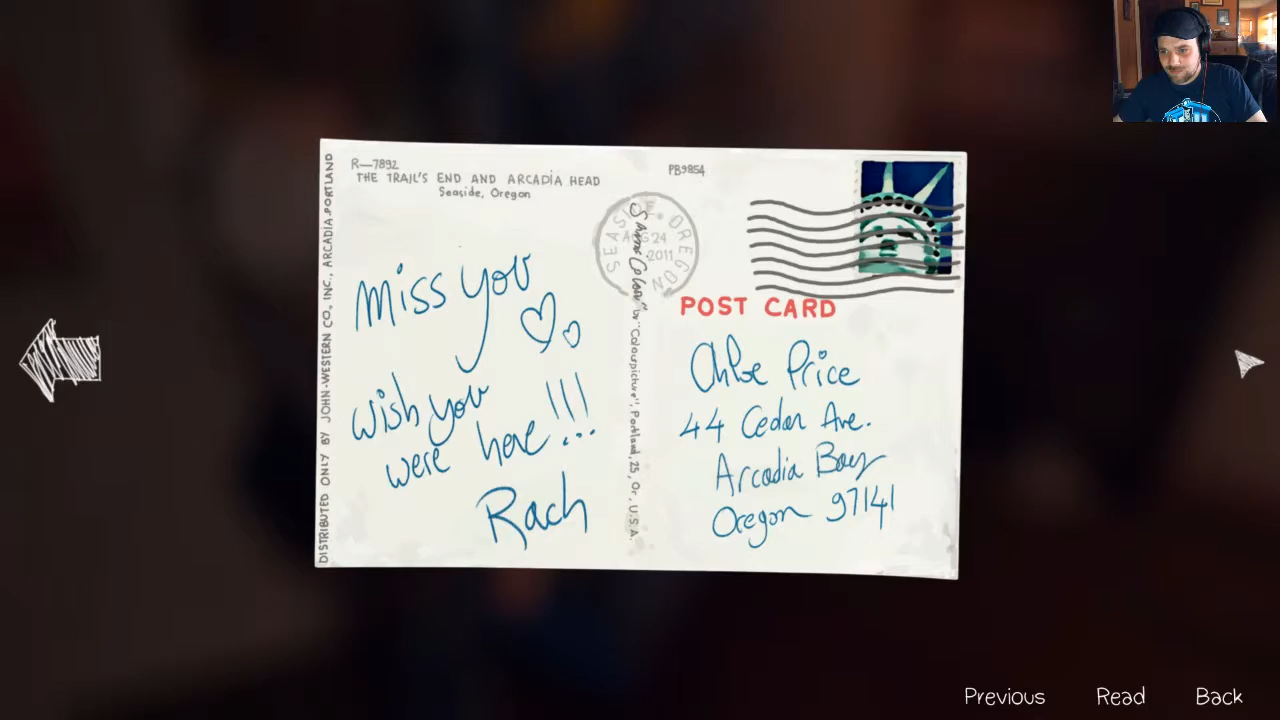 R-7892
THE TRAIL'S END AND ARCADIA HEAD
Seaside, Oregon
PB9854
DISTRIBUTED ONLY BY JOHN-WESTERN CO., INC., ARCADIA-PORTLAND
SEASIDE, OREGON
AUG 24
2011
by "Colourpicture", Portland, 25, Or., U.S.A.
POST CARD
Miss you
wish you
were here!!!
Rach
Chloe Price
44 Cedar Ave.
Arcadia Bay
Oregon 97141
Previous
Read
Back